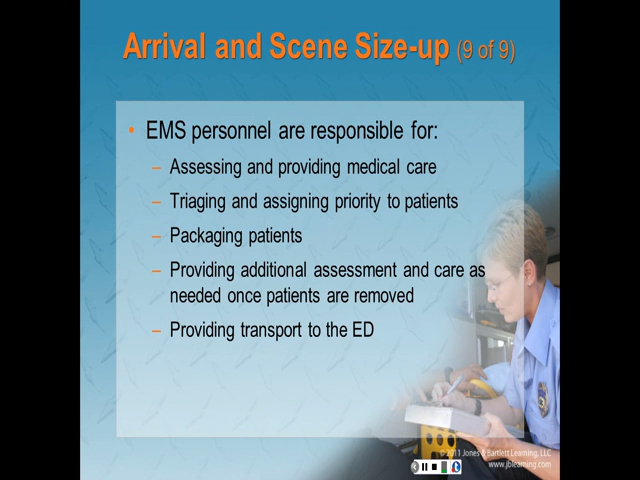 Arrival and Scene Size-up (9 of 9)
• EMS personnel are responsible for:
– Assessing and providing medical care
– Triaging and assigning priority to patients
– Packaging patients
– Providing additional assessment and care as
needed once patients are removed
– Providing transport to the ED
© 2011 Jones & Bartlett Learning, LLC
www.jblearning.com